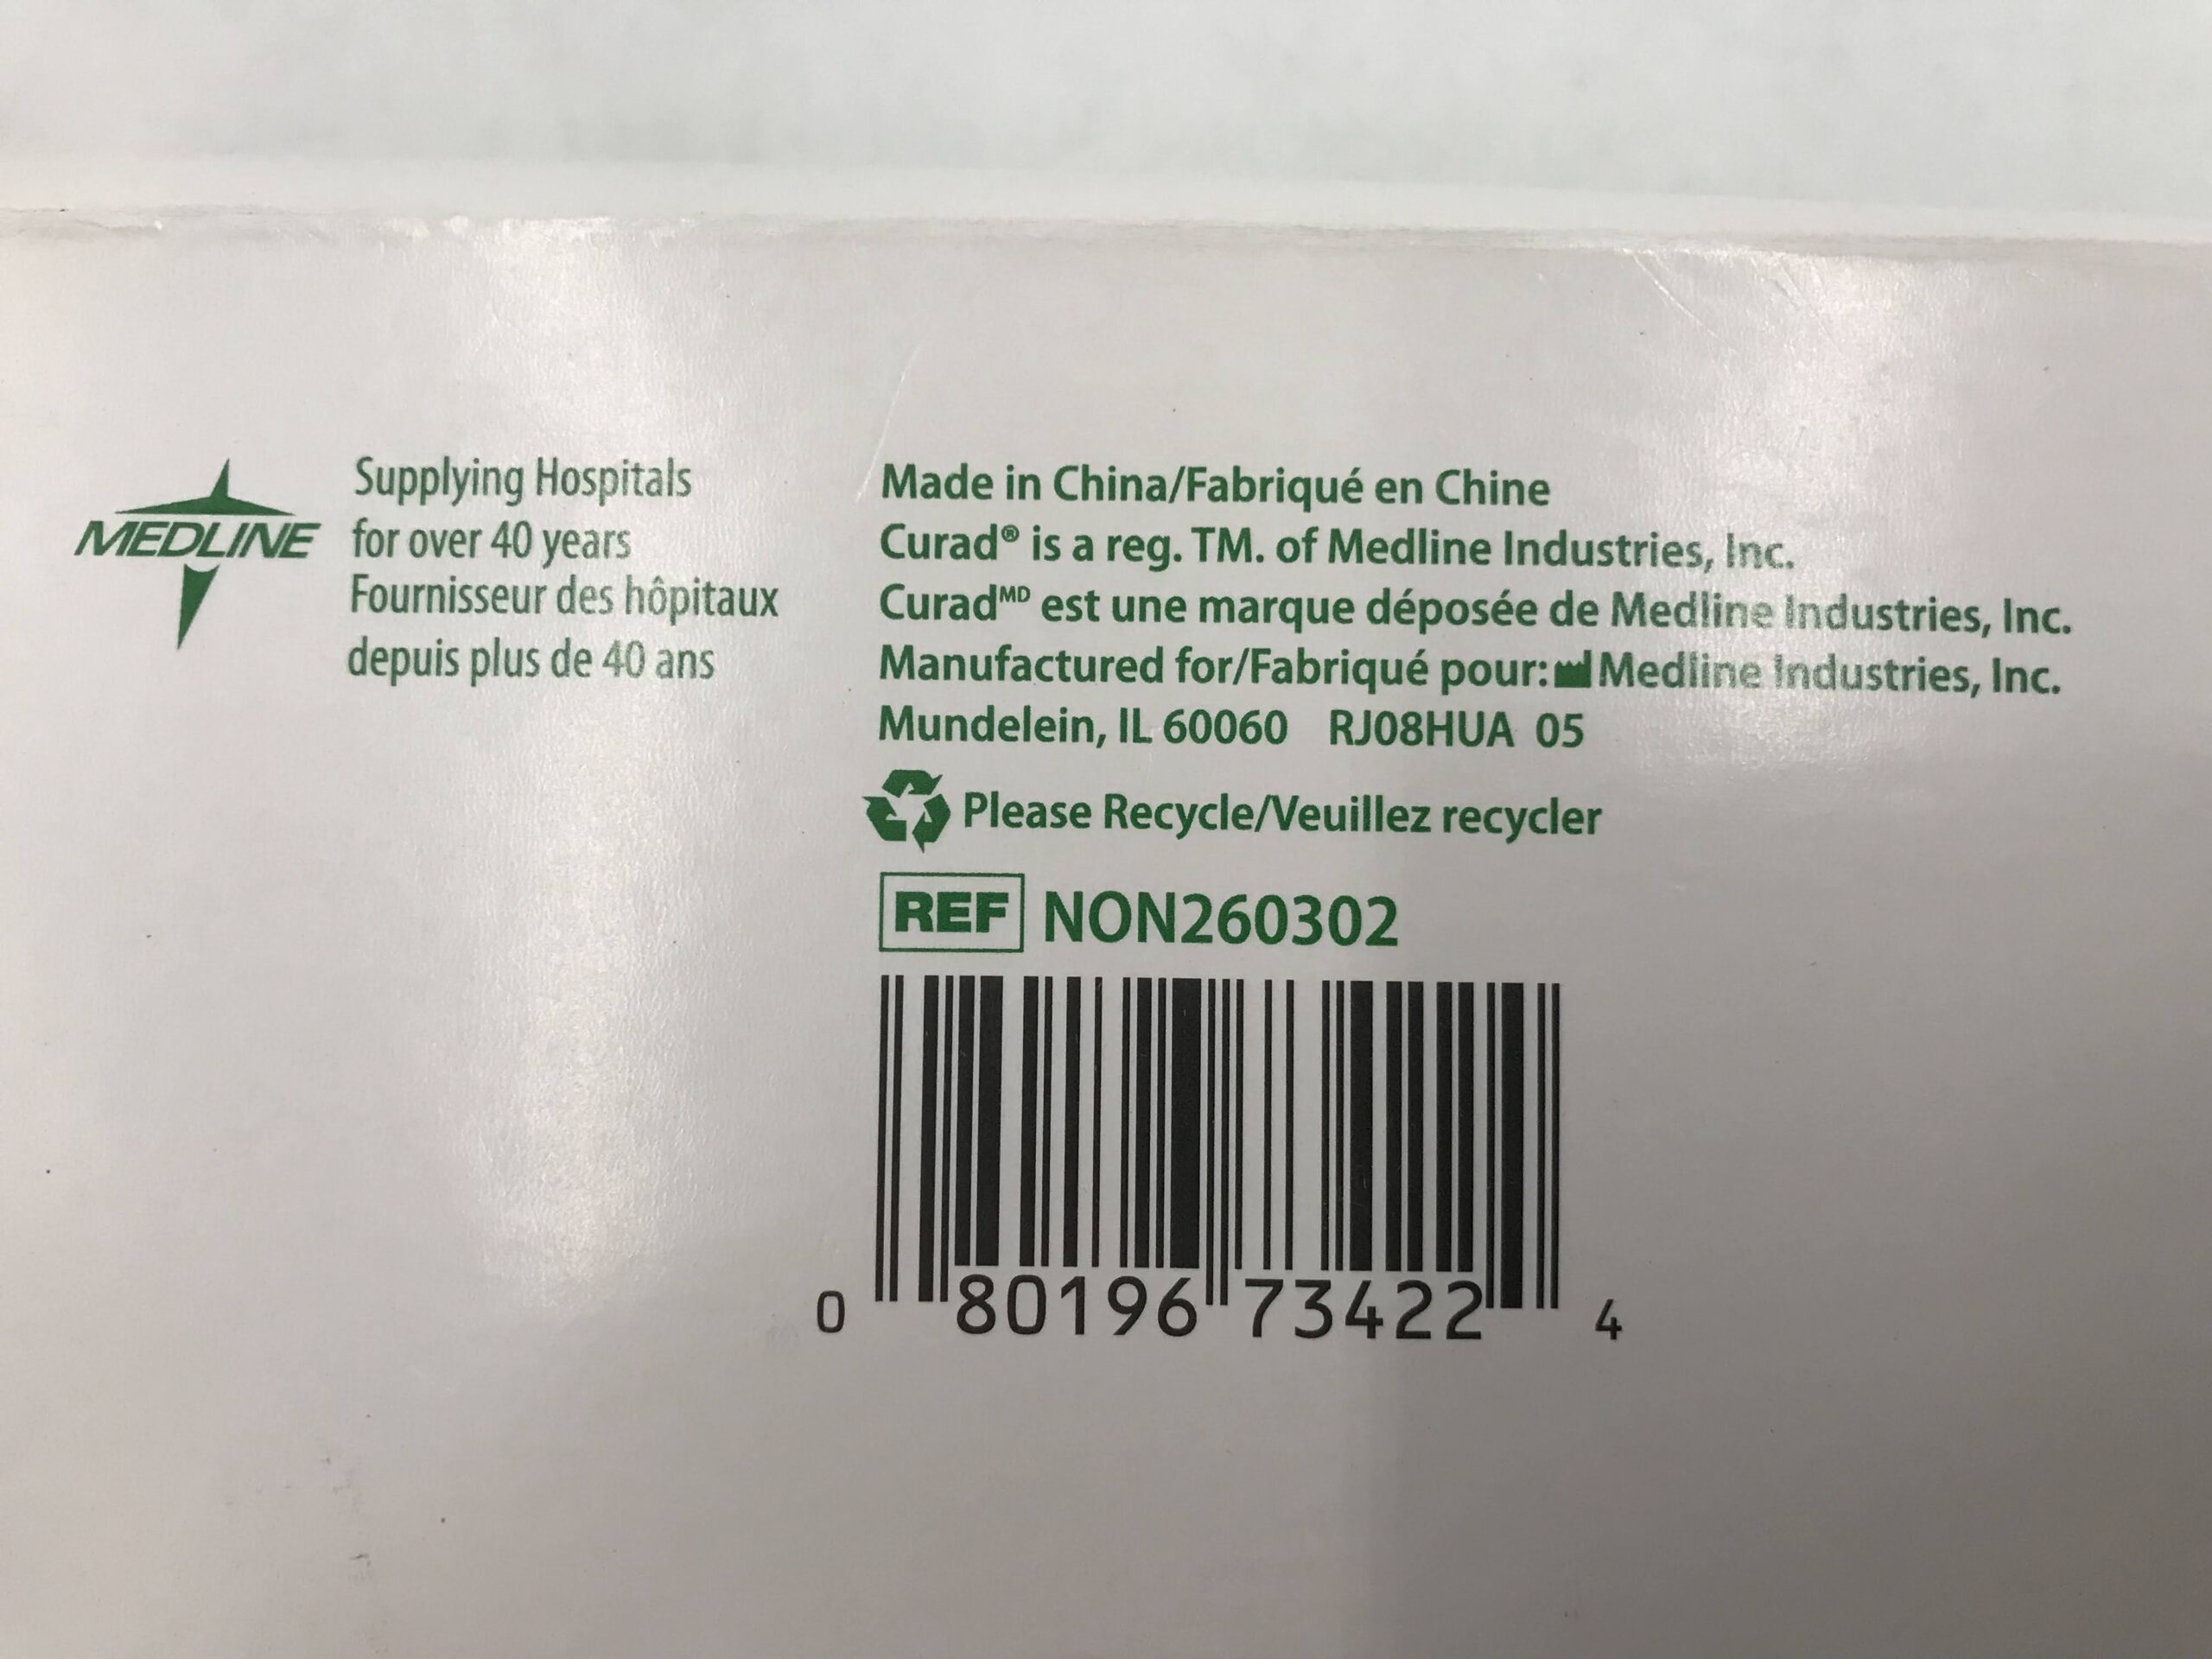 MEDLINE
Supplying Hospitals
for over 40 years
Fournisseur des hôpitaux
depuis plus de 40 ans
Made in China/Fabriqué en Chine
Curad® is a reg. TM. of Medline Industries, Inc.
Curadᴹᴰ est une marque déposée de Medline Industries, Inc.
Manufactured for/Fabriqué pour: Medline Industries, Inc.
Mundelein, IL 60060 RJ08HUA 05
Please Recycle/Veuillez recycler
REF NON260302
0 80196 73422 4